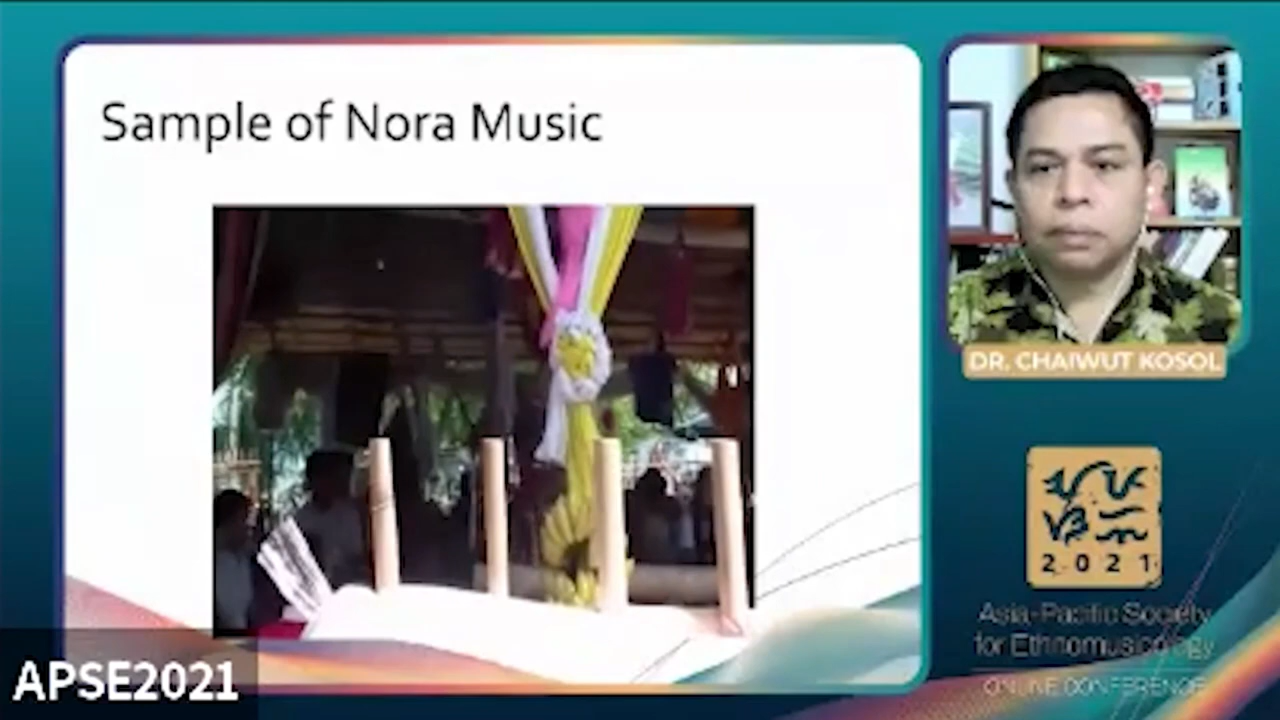 Sample of Nora Music
DR. CHAIWUT KOSOL
2021
Asia-Pacific Society
for Ethnomusicology
ONLINE CONFERENCE
APSE2021